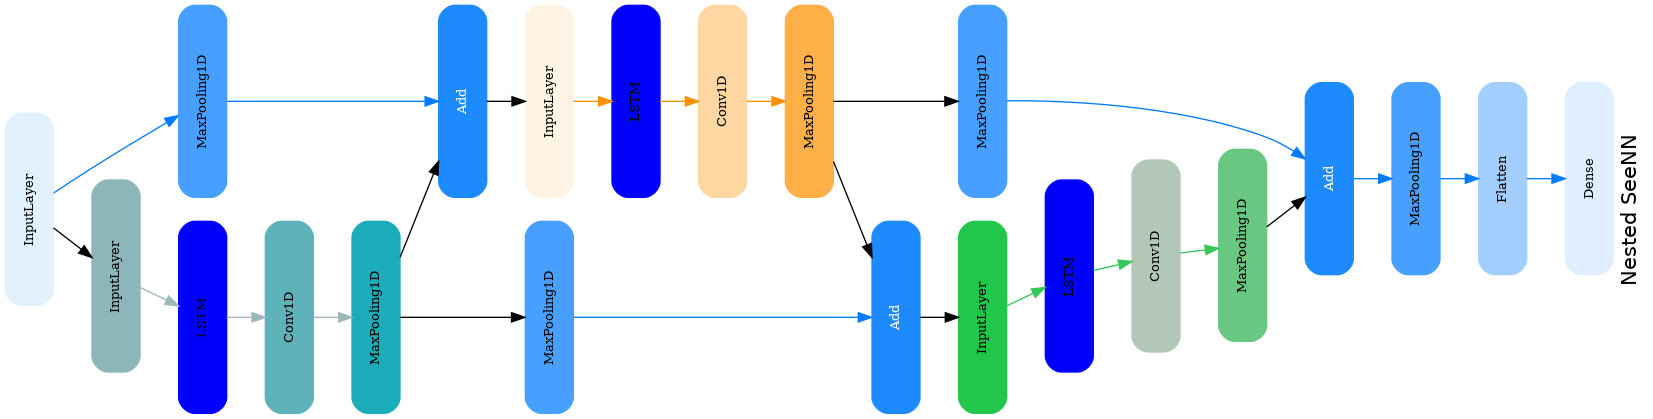 InputLayer
InputLayer
MaxPooling1D
LSTM
Conv1D
MaxPooling1D
Add
InputLayer
MaxPooling1D
LSTM
Conv1D
MaxPooling1D
Add
MaxPooling1D
InputLayer
LSTM
Conv1D
MaxPooling1D
Add
MaxPooling1D
Flatten
Dense
Nested SeeNN